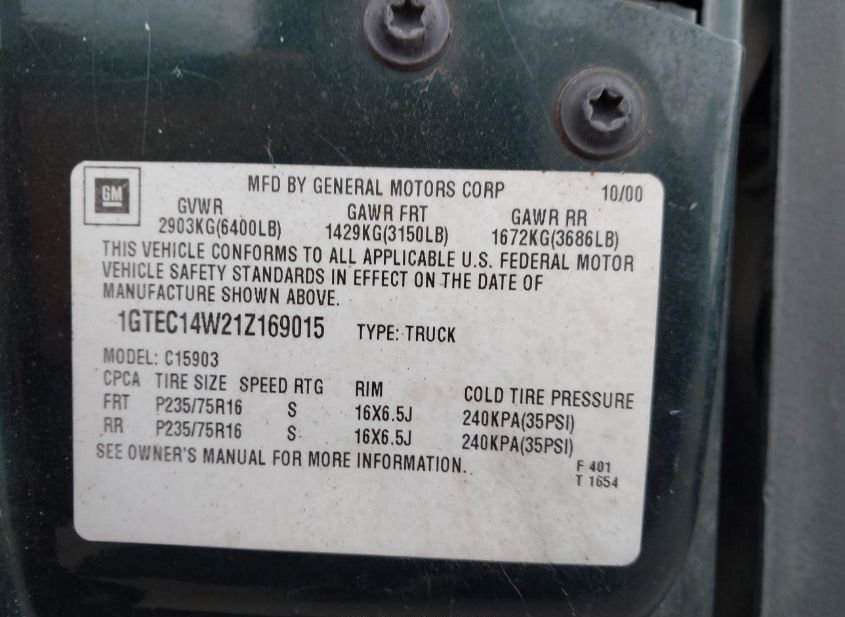 GM
MFD BY GENERAL MOTORS CORP 10/00
GVWR GAWR FRT GAWR RR
2903KG(6400LB) 1429KG(3150LB) 1672KG(3686LB)
THIS VEHICLE CONFORMS TO ALL APPLICABLE U.S. FEDERAL MOTOR
VEHICLE SAFETY STANDARDS IN EFFECT ON THE DATE OF
MANUFACTURE SHOWN ABOVE.
1GTEC14W21Z169015 TYPE: TRUCK
MODEL: C15903
CPCA TIRE SIZE SPEED RTG RIM COLD TIRE PRESSURE
FRT P235/75R16 S 16X6.5J 240KPA(35PSI)
RR P235/75R16 S 16X6.5J 240KPA(35PSI)
SEE OWNER'S MANUAL FOR MORE INFORMATION.
F 401
T 1654